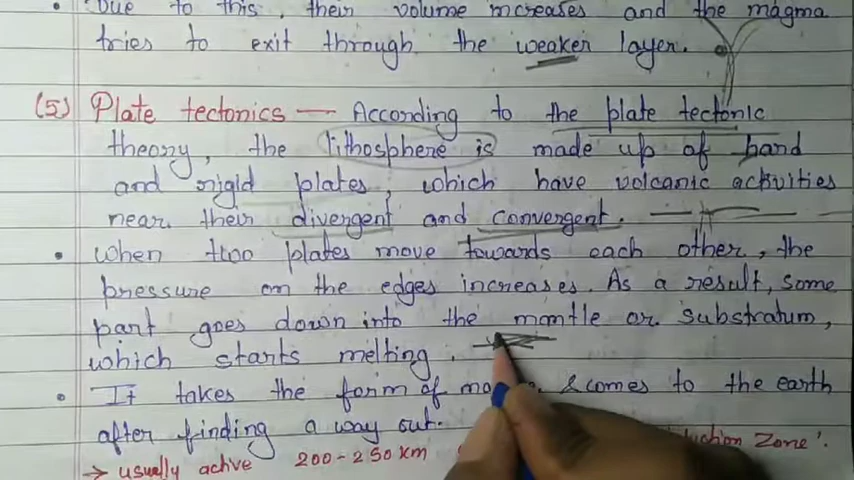 Due to this, their volume increases and the magma
tries to exit through the weaker layer.
(5) Plate tectonics — According to the plate tectonic
theory, the lithosphere is made up of hard
and rigid plates, which have volcanic activities
near their divergent and convergent.
• When two plates move towards each other, the
pressure on the edges increases. As a result, some
part goes down into the mantle or substratum,
which starts melting.
• It takes the form of & comes to the earth
after finding a way out.
→ usually active 200-250 KM Zone'.